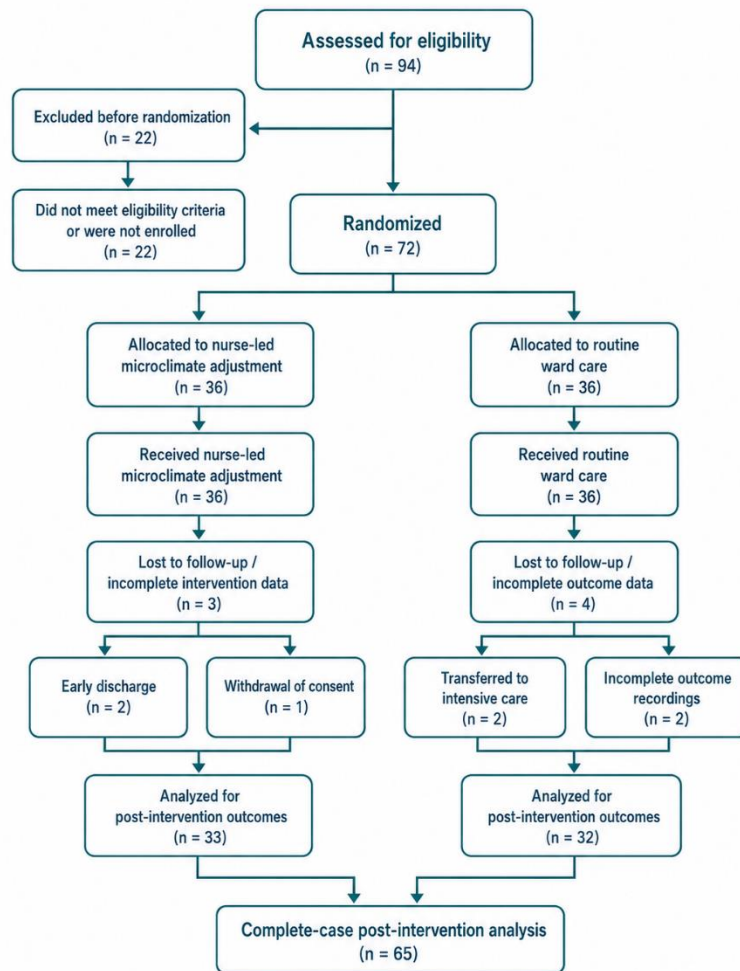 Assessed for eligibility
(n = 94)
Excluded before randomization
(n = 22)
Did not meet eligibility criteria
or were not enrolled
(n = 22)
Randomized
n = 72)
Allocated to nurse-led
microclimate adjustment
(n = 36)
Allocated to routine
ward care
(n = 36)
Received nurse-led
microclimate adjustment
(n = 36)
Received routine
ward care
(n = 36)
Lost to follow-up /
incomplete intervention data
(n = 3)
Lost to follow-up /
incomplete outcome data
(n = 4)
Early discharge
(n = 2)
Withdrawal of consent
(n = 1)
Transferred to
intensive care
(n = 2)
Incomplete outcome
recordings
(n = 2)
Analyzed for
post-intervention outcomes
(n = 33)
Analyzed for
post-intervention outcomes
(n = 32)
Complete-case post-intervention analysis
(n = 65)